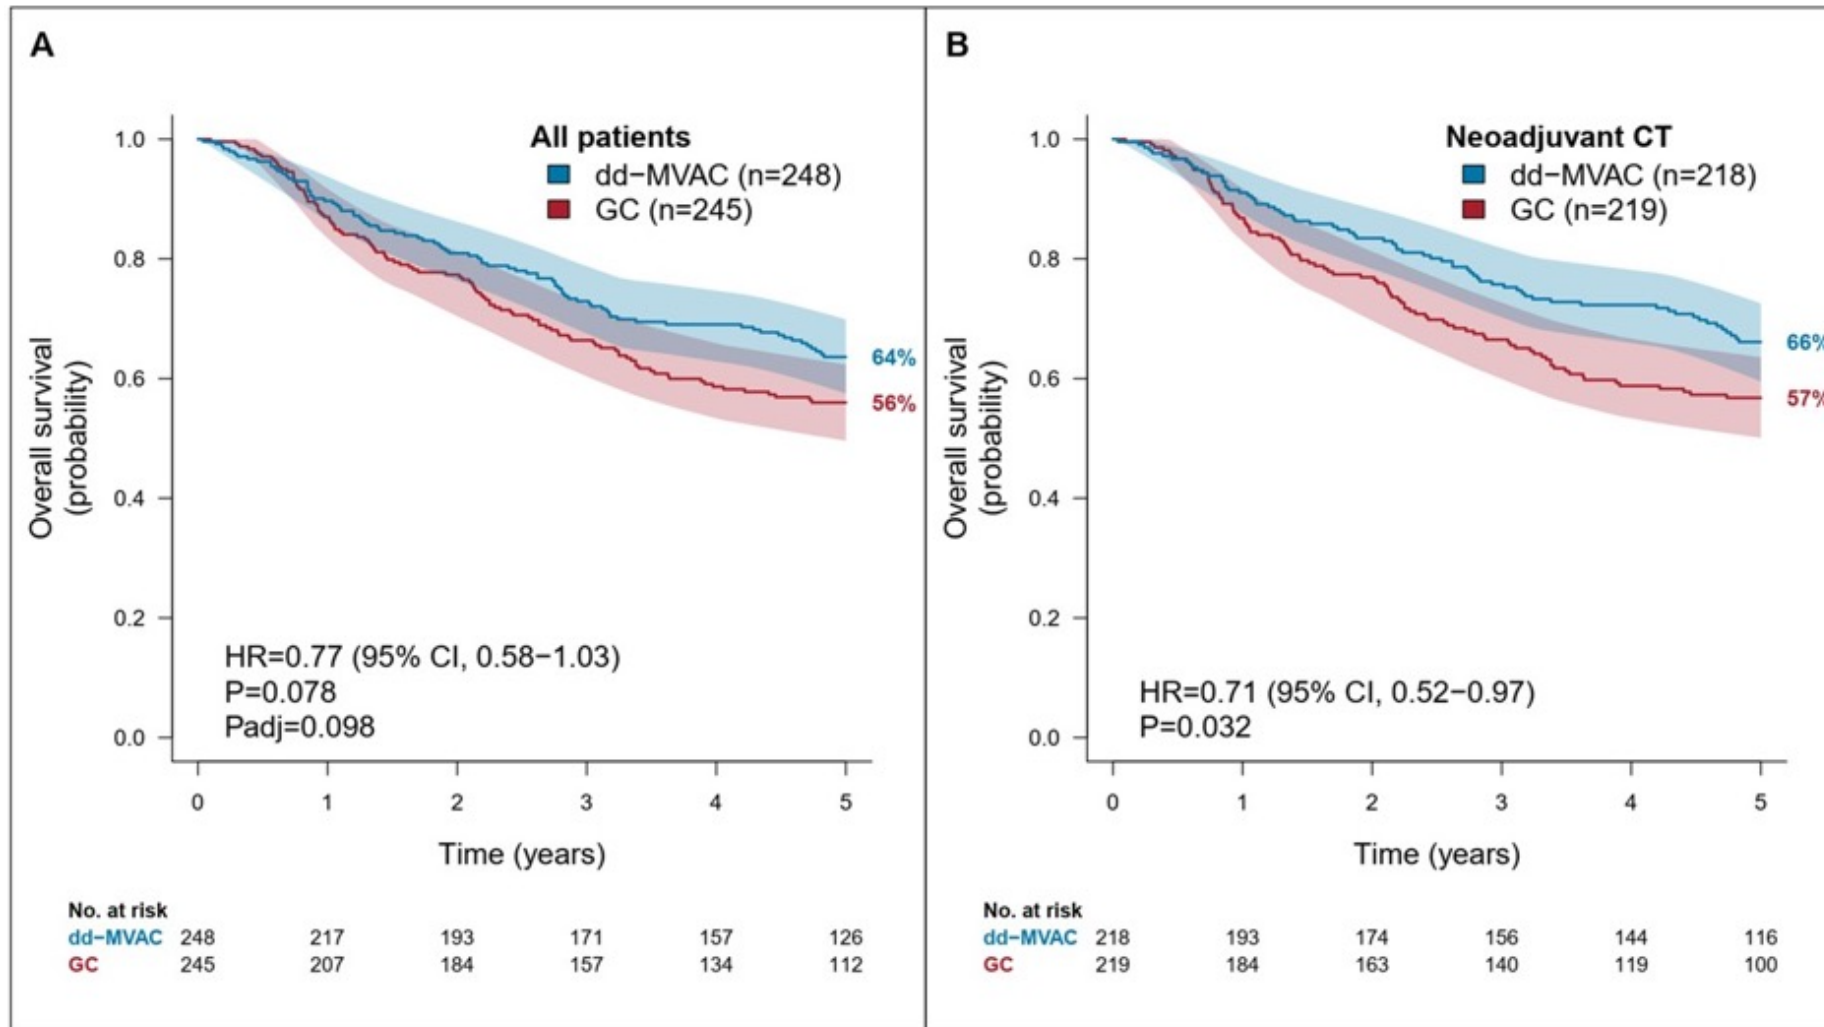 A
All patients
dd−MVAC (n=248)
GC (n=245)
1.0
0.8
0.6
0.4
0.2
0.0
Overall survival
(probability)
64%
56%
HR=0.77 (95% CI, 0.58−1.03)
P=0.078
Padj=0.098
0 1 2 3 4 5
Time (years)
No. at risk
dd−MVAC 248 217 193 171 157 126
GC 245 207 184 157 134 112
B
Neoadjuvant CT
dd−MVAC (n=218)
GC (n=219)
1.0
0.8
0.6
0.4
0.2
0.0
Overall survival
(probability)
66%
57%
HR=0.71 (95% CI, 0.52−0.97)
P=0.032
0 1 2 3 4 5
Time (years)
No. at risk
dd−MVAC 218 193 174 156 144 116
GC 219 184 163 140 119 100